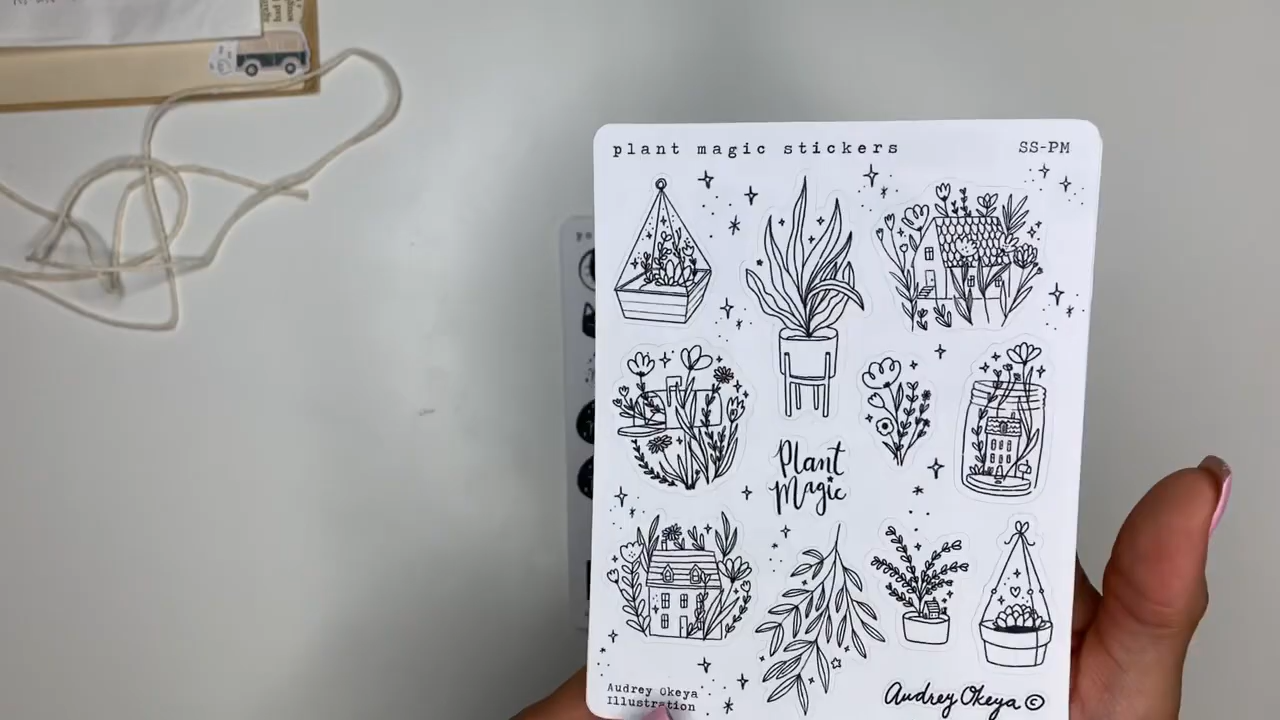 plant magic stickers SS-PM
Plant
Magic
Audrey Okeya
Illustration
Audrey Okeya ©